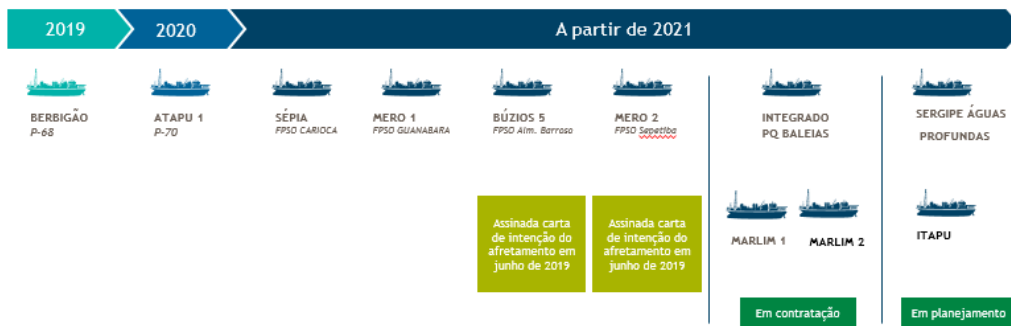 2019
2020
A partir de 2021
BERBIGÃO
P-68
ATAPU 1
P-70
SÉPIA
FPSO CARIOCA
MERO 1
FPSO GUANABARA
BÚZIOS 5
FPSO Alm. Barroso
MERO 2
FPSO Sepetiba
INTEGRADO
PQ BALEIAS
SERGIPE ÁGUAS
PROFUNDAS
Assinada carta
de intenção do
afretamento em
junho de 2019
Assinada carta
de intenção do
afretamento em
junho de 2019
MARLIM 1
MARLIM 2
ITAPU
Em contratação
Em planejamento